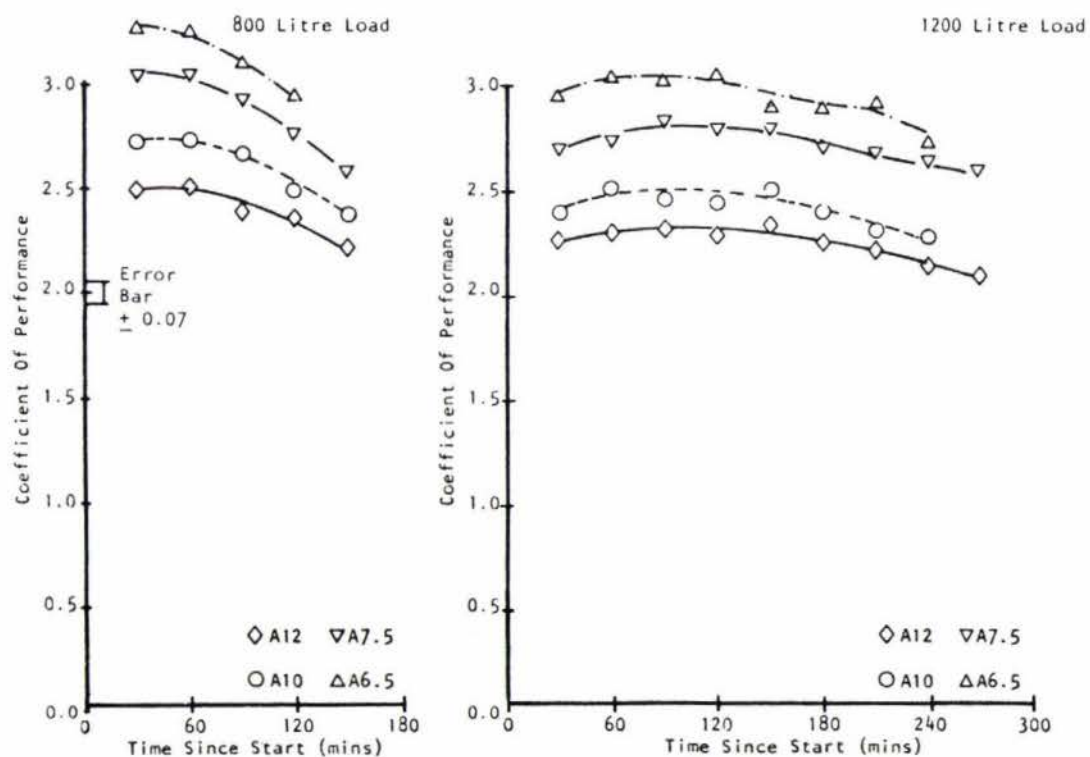 800 Litre Load
3.0
2.5
2.0
1.5
1.0
0.5
0.0
Coefficient Of Performance
Error
Bar
± 0.07
◇ A12 ▽ A7.5
○ A10 △ A6.5
0 60 120 180
Time Since Start (mins)
1200 Litre Load
3.0
2.5
2.0
1.5
1.0
0.5
0.0
Coefficient Of Performance
◇ A12 ▽ A7.5
○ A10 △ A6.5
0 60 120 180 240 300
Time Since Start (mins)